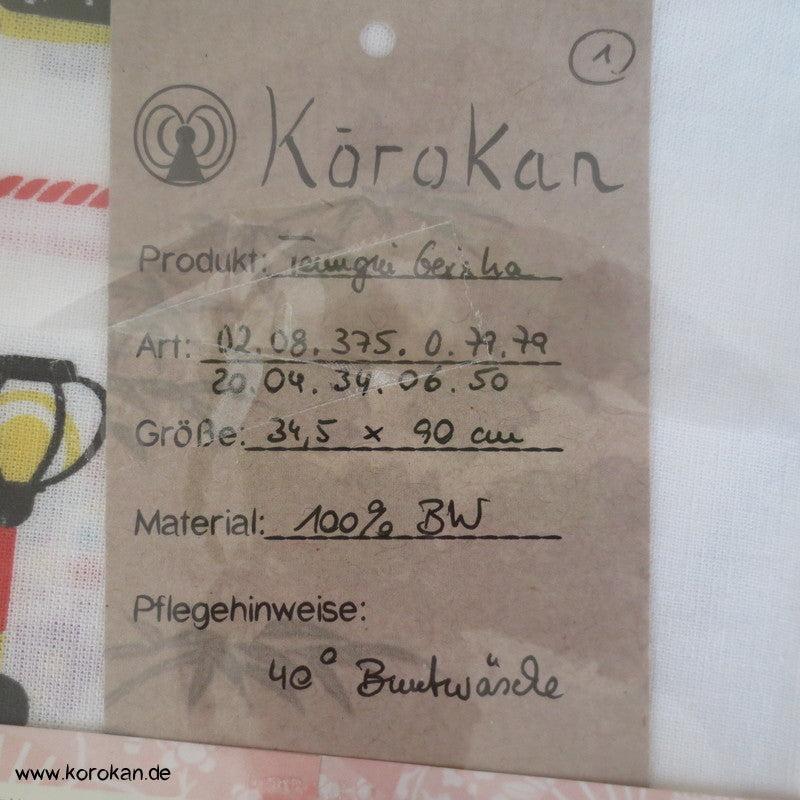 1
Kōrokan
Produkt: Tenugui Geisha
Art: 02.08.375.0.79.79
20.04.34.06.50
Größe: 34,5 x 90 cm
Material: 100% BW
Pflegehinweise:
40° Buntwäsche
www.korokan.de